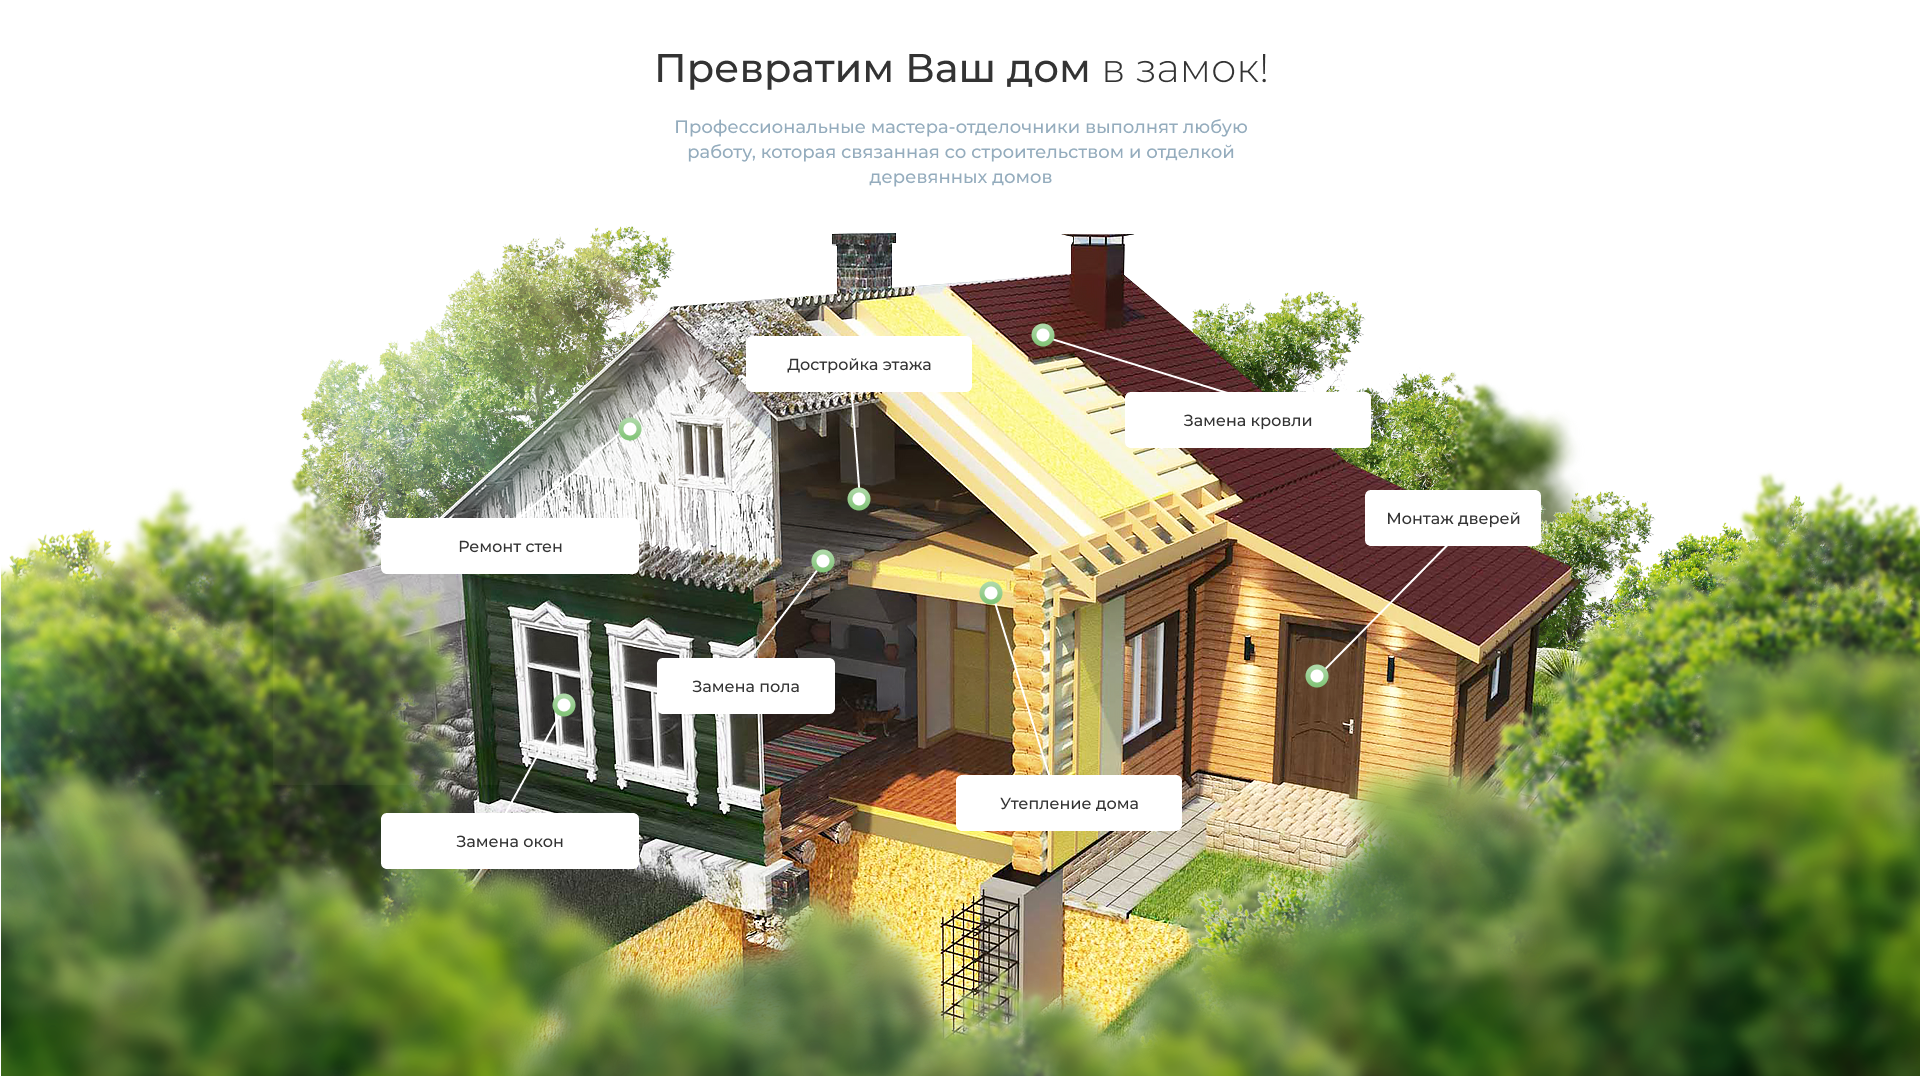 Превратим Ваш дом в замок!
Профессиональные мастера-отделочники выполнят любую
работу, которая связанная со строительством и отделкой
деревянных домов
Достройка этажа
Замена кровли
Монтаж дверей
Ремонт стен
Замена пола
Утепление дома
Замена окон